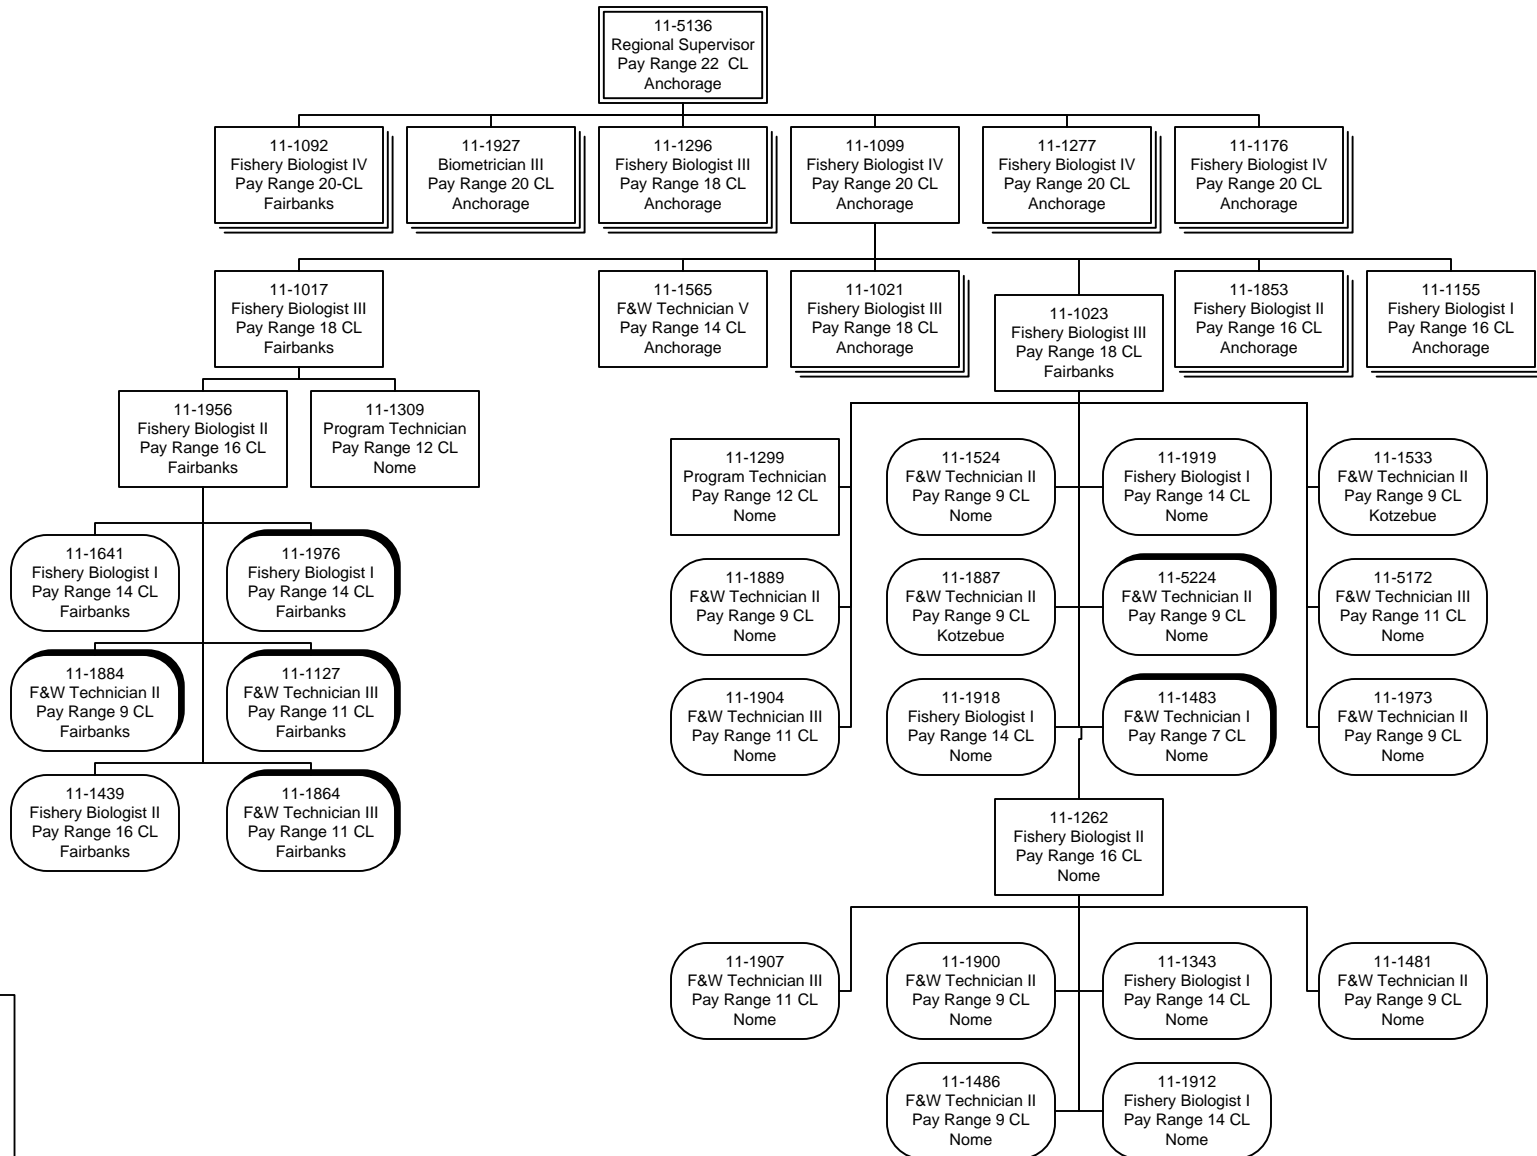 11-5136
Regional Supervisor
Pay Range 22  CL
Anchorage
11-1092
Fishery Biologist IV
Pay Range 20-CL
Fairbanks
11-1927
Biometrician III
Pay Range 20 CL
Anchorage
11-1296
Fishery Biologist III
Pay Range 18 CL
Anchorage
11-1099
Fishery Biologist IV
Pay Range 20 CL
Anchorage
11-1277
Fishery Biologist IV
Pay Range 20 CL
Anchorage
11-1176
Fishery Biologist IV
Pay Range 20 CL
Anchorage
11-1017
Fishery Biologist III
Pay Range 18 CL
Fairbanks
11-1565
F&W Technician V
Pay Range 14 CL
Anchorage
11-1021
Fishery Biologist III
Pay Range 18 CL
Anchorage
11-1023
Fishery Biologist III
Pay Range 18 CL
Fairbanks
11-1853
Fishery Biologist II
Pay Range 16 CL
Anchorage
11-1155
Fishery Biologist I
Pay Range 16 CL
Anchorage
11-1956
Fishery Biologist II
Pay Range 16 CL
Fairbanks
11-1309
Program Technician
Pay Range 12 CL
Nome
11-1641
Fishery Biologist I
Pay Range 14 CL
Fairbanks
11-1976
Fishery Biologist I
Pay Range 14 CL
Fairbanks
11-1884
F&W Technician II
Pay Range 9 CL
Fairbanks
11-1127
F&W Technician III
Pay Range 11 CL
Fairbanks
11-1439
Fishery Biologist II
Pay Range 16 CL
Fairbanks
11-1864
F&W Technician III
Pay Range 11 CL
Fairbanks
11-1299
Program Technician
Pay Range 12 CL
Nome
11-1524
F&W Technician II
Pay Range 9 CL
Nome
11-1919
Fishery Biologist I
Pay Range 14 CL
Nome
11-1533
F&W Technician II
Pay Range 9 CL
Kotzebue
11-1889
F&W Technician II
Pay Range 9 CL
Nome
11-1887
F&W Technician II
Pay Range 9 CL
Kotzebue
11-5224
F&W Technician II
Pay Range 9 CL
Nome
11-5172
F&W Technician III
Pay Range 11 CL
Nome
11-1904
F&W Technician III
Pay Range 11 CL
Nome
11-1918
Fishery Biologist I
Pay Range 14 CL
Nome
11-1483
F&W Technician I
Pay Range 7 CL
Nome
11-1973
F&W Technician II
Pay Range 9 CL
Nome
11-1262
Fishery Biologist II
Pay Range 16 CL
Nome
11-1907
F&W Technician III
Pay Range 11 CL
Nome
11-1900
F&W Technician II
Pay Range 9 CL
Nome
11-1343
Fishery Biologist I
Pay Range 14 CL
Nome
11-1481
F&W Technician II
Pay Range 9 CL
Nome
11-1486
F&W Technician II
Pay Range 9 CL
Nome
11-1912
Fishery Biologist I
Pay Range 14 CL
Nome